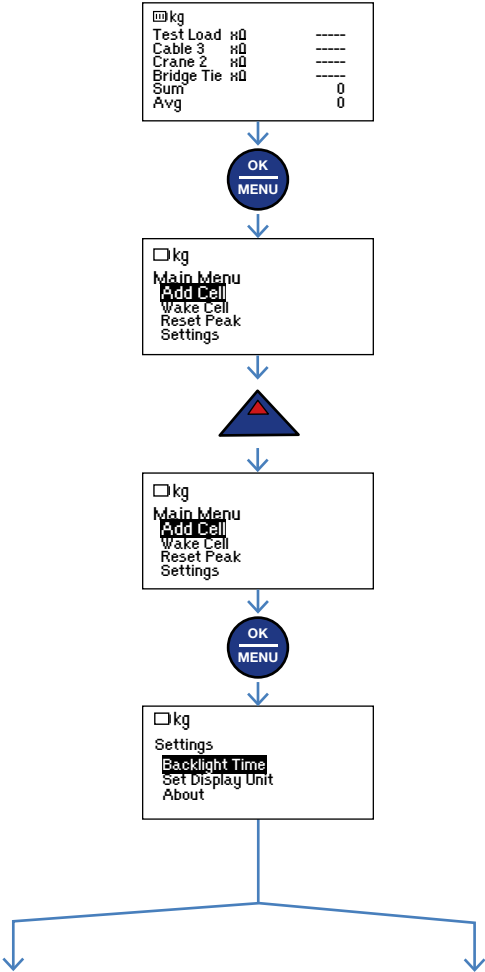 kg
Test Load xΩ -----
Cable 3 xΩ -----
Crane 2 xΩ -----
Bridge Tie xΩ -----
Sum 0
Avg 0
OK
MENU
kg
Main Menu
Add Cell
Wake Cell
Reset Peak
Settings
kg
Main Menu
Add Cell
Wake Cell
Reset Peak
Settings
OK
MENU
kg
Settings
Backlight Time
Set Display Unit
About